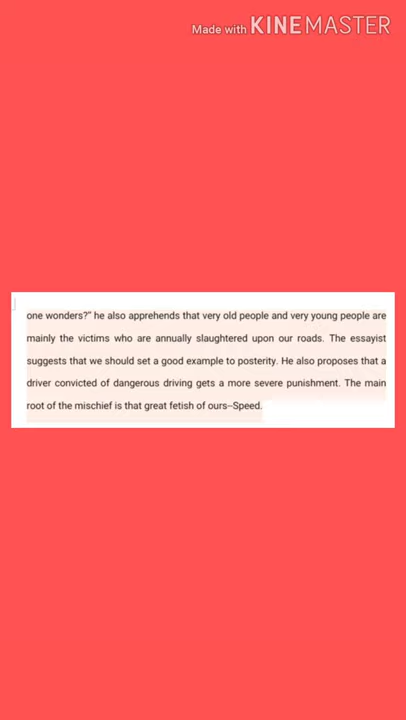 Made with KINEMASTER
one wonders?" he also apprehends that very old people and very young people are
mainly the victims who are annually slaughtered upon our roads. The essayist
suggests that we should set a good example to posterity. He also proposes that a
driver convicted of dangerous driving gets a more severe punishment. The main
root of the mischief is that great fetish of ours--Speed.